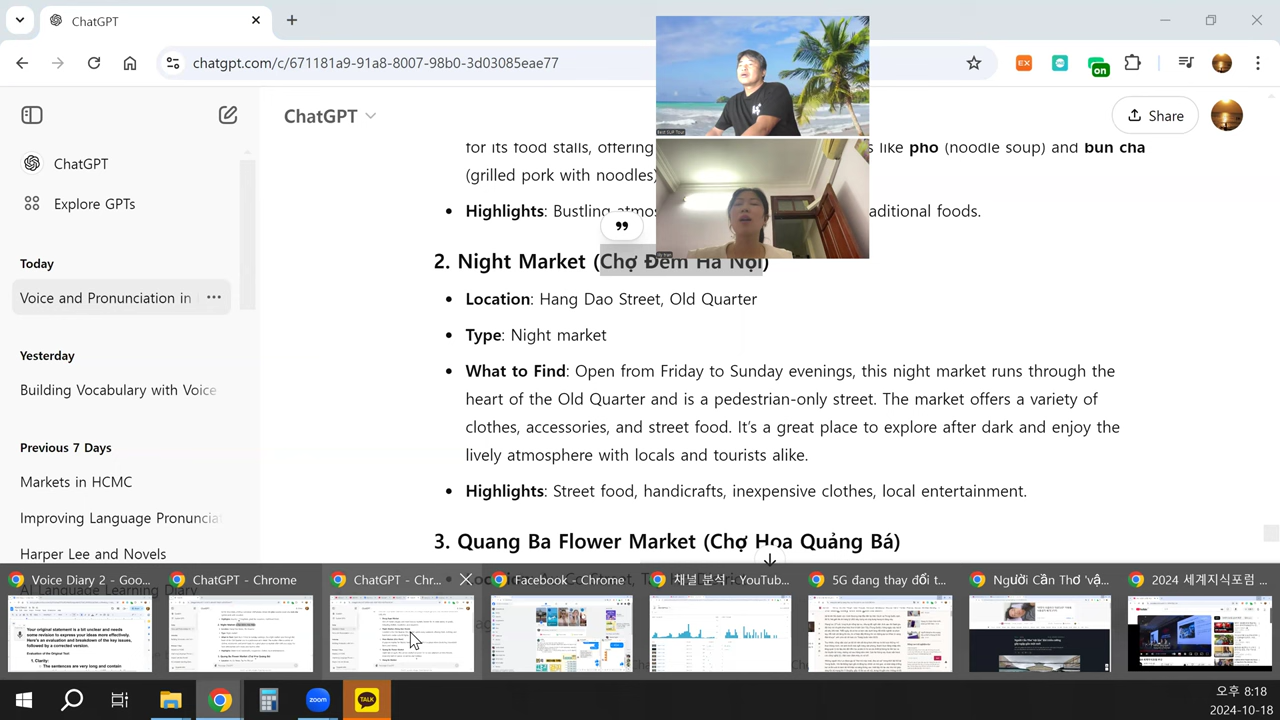 ChatGPT
chatgpt.com/c/671181a9-91a8-8007-98b0-3d03085eae77
EX
on
ChatGPT
Share
ChatGPT
Explore GPTs
Today
Voice and Pronunciation in
Yesterday
Building Vocabulary with Voice
Previous 7 Days
Markets in HCMC
Improving Language Pronuncia
Harper Lee and Novels
for its food stalls, offering
like pho (noodle soup) and bun cha
(grilled pork with noodles)
Highlights: Bustling atmos
aditional foods.
2. Night Market (Chợ Đêm Hà Nội)
Location: Hang Dao Street, Old Quarter
Type: Night market
What to Find: Open from Friday to Sunday evenings, this night market runs through the
heart of the Old Quarter and is a pedestrian-only street. The market offers a variety of
clothes, accessories, and street food. It's a great place to explore after dark and enjoy the
lively atmosphere with locals and tourists alike.
Highlights: Street food, handicrafts, inexpensive clothes, local entertainment.
3. Quang Ba Flower Market (Chợ Hoa Quảng Bá)
Voice Diary 2 - Goo...
ChatGPT - Chrome
ChatGPT - Chr...
Facebook - Chrome
채널 분석 - YouTub...
5G đang thay đổi t...
Người Cần Thơ 'vậ...
2024 세계지식포럼 ...
zoom
TALK
오후 8:18
2024-10-18